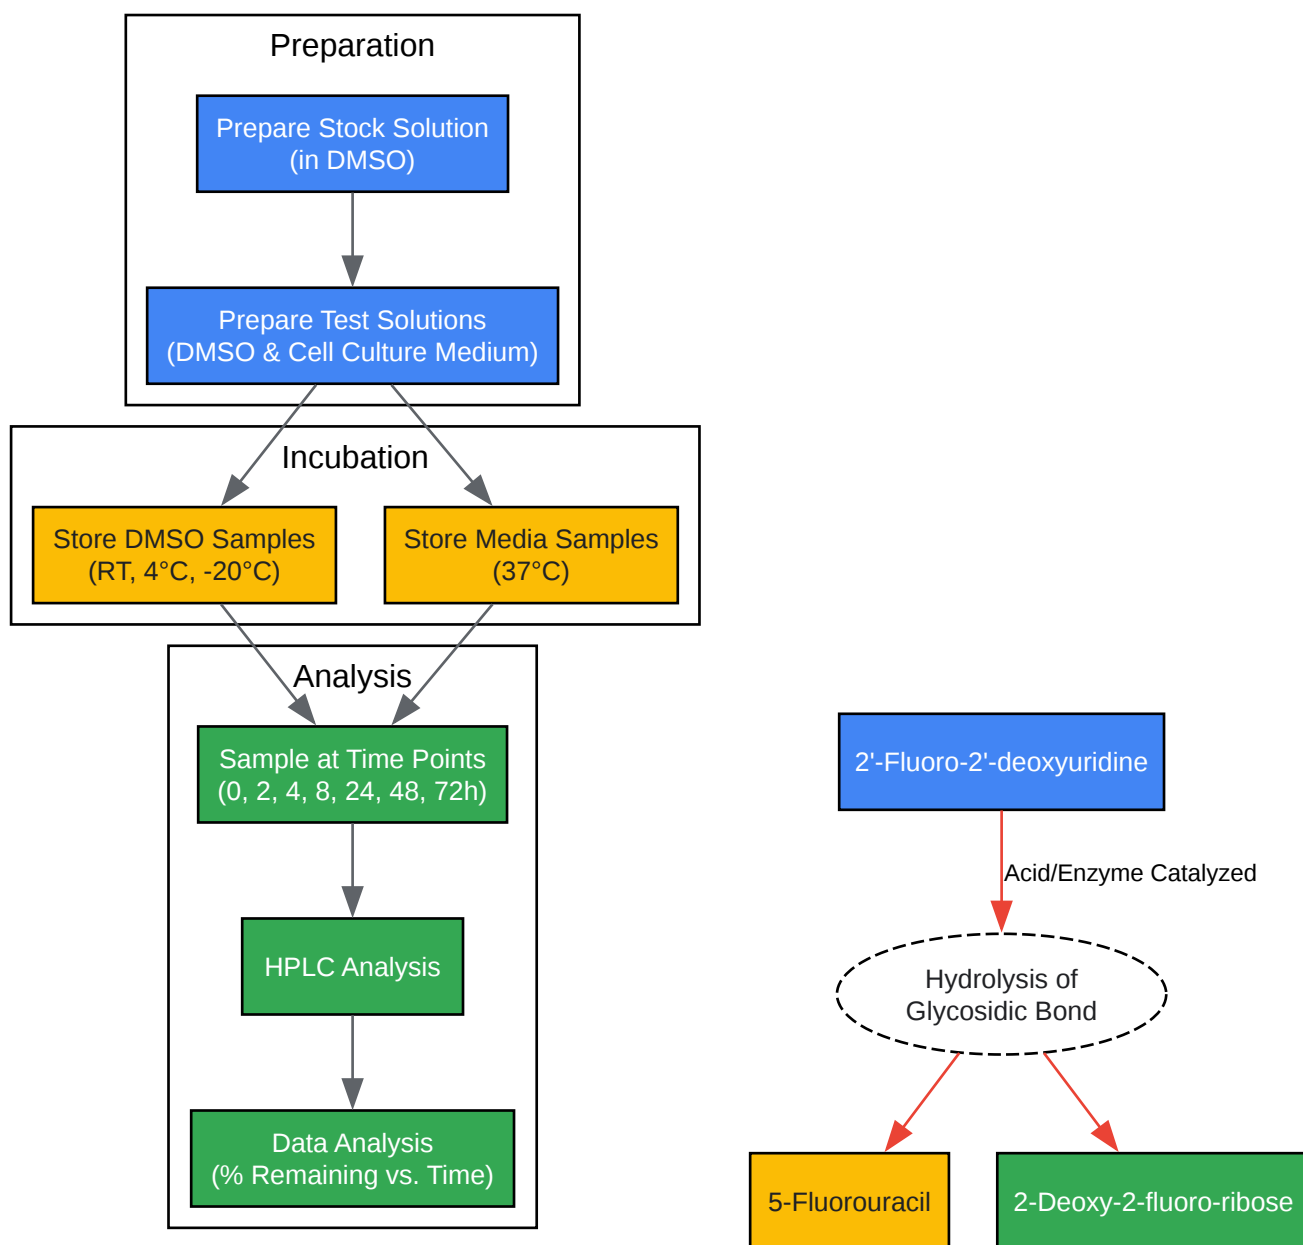 Preparation
Prepare Stock Solution
(in DMSO)
Prepare Test Solutions
(DMSO & Cell Culture Medium)
Incubation
Store DMSO Samples
(RT, 4°C, -20°C)
Store Media Samples
(37°C)
Analysis
Sample at Time Points
(0, 2, 4, 8, 24, 48, 72h)
HPLC Analysis
Data Analysis
(% Remaining vs. Time)
2'-Fluoro-2'-deoxyuridine
Acid/Enzyme Catalyzed
Hydrolysis of
Glycosidic Bond
5-Fluorouracil
2-Deoxy-2-fluoro-ribose